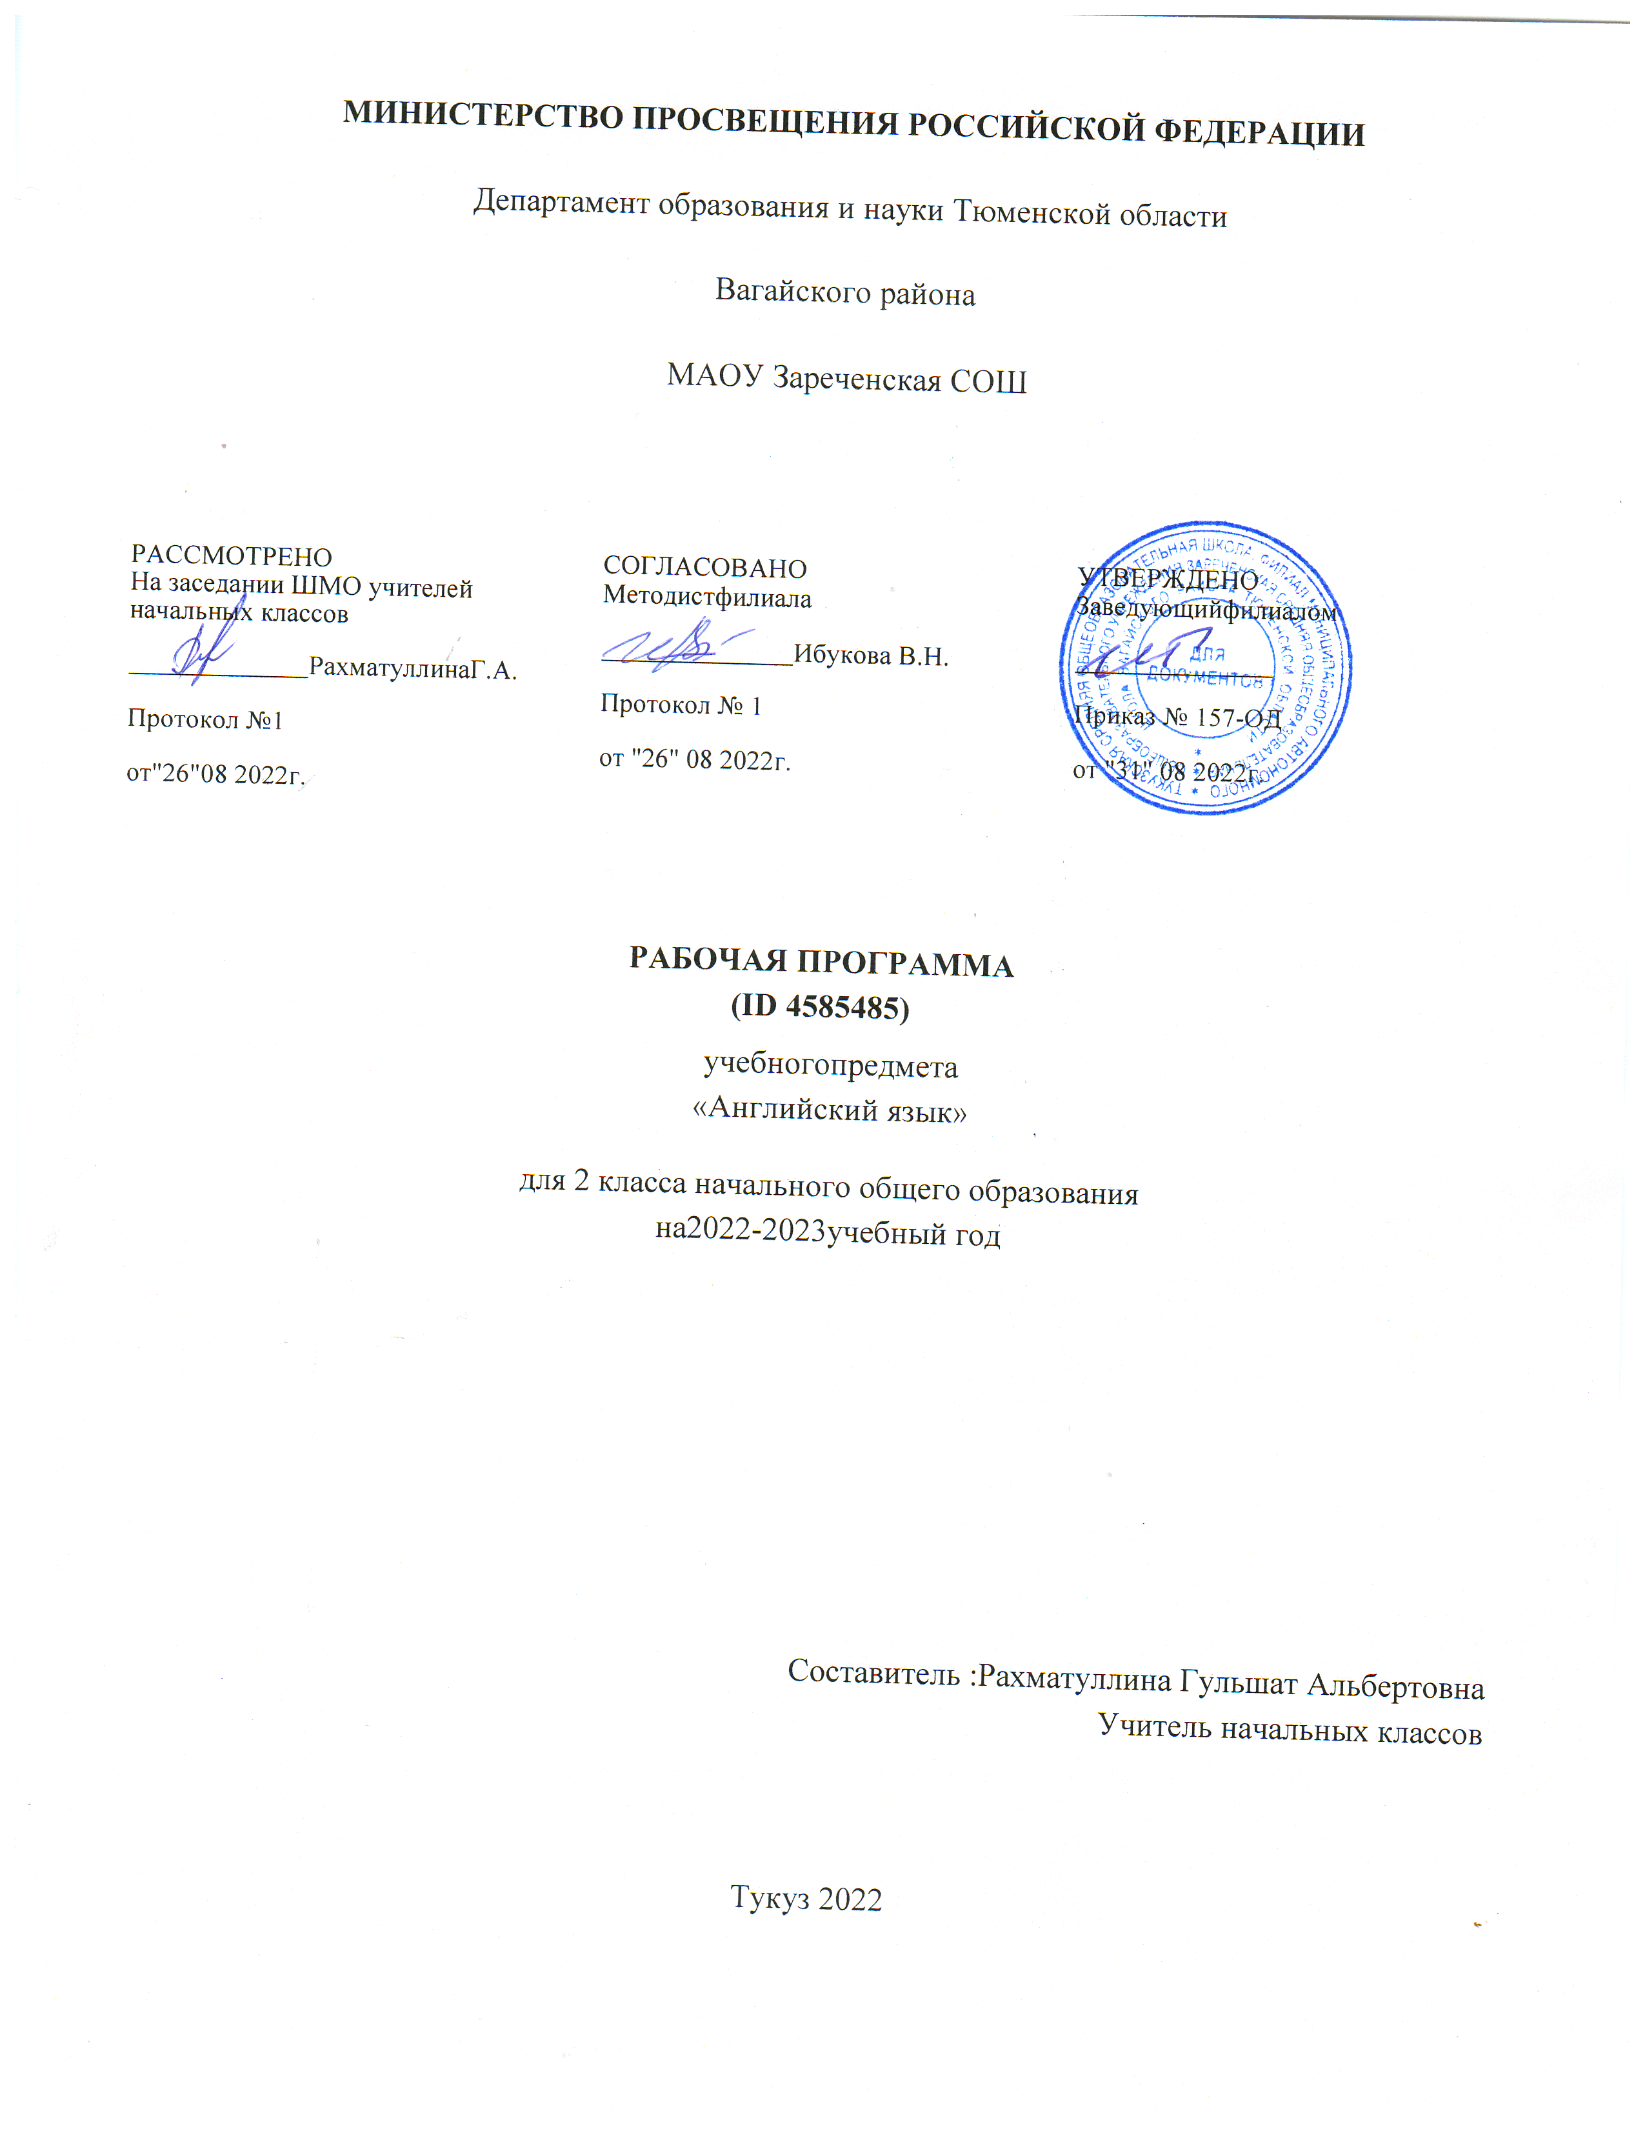 МИНИСТЕРСТВО ПРОСВЕЩЕНИЯ РОССИЙСКОЙ ФЕДЕРАЦИИ
Департамент образования и науки Тюменской области
Вагайского района
МАОУ Зареченская СОШ
РАССМОТРЕНО
На заседании ШМО учителей
начальных классов
РахматуллинаГ.А.
Протокол №1
от"26"08 2022г.
СОГЛАСОВАНО
Методистфилиала
Ибукова В.Н.
Протокол № 1
от "26" 08 2022г.
УТВЕРЖДЕНО
Заведующийфилиалом
Приказ № 157-ОД
от "31" 08 2022г.
ДЛЯ
ДОКУМЕНТОВ
РАБОЧАЯ ПРОГРАММА
(ID 4585485)
учебногопредмета
«Английский язык»
для 2 класса начального общего образования
на2022-2023учебный год
Составитель :Рахматуллина Гульшат Альбертовна
Учитель начальных классов
Тукуз 2022